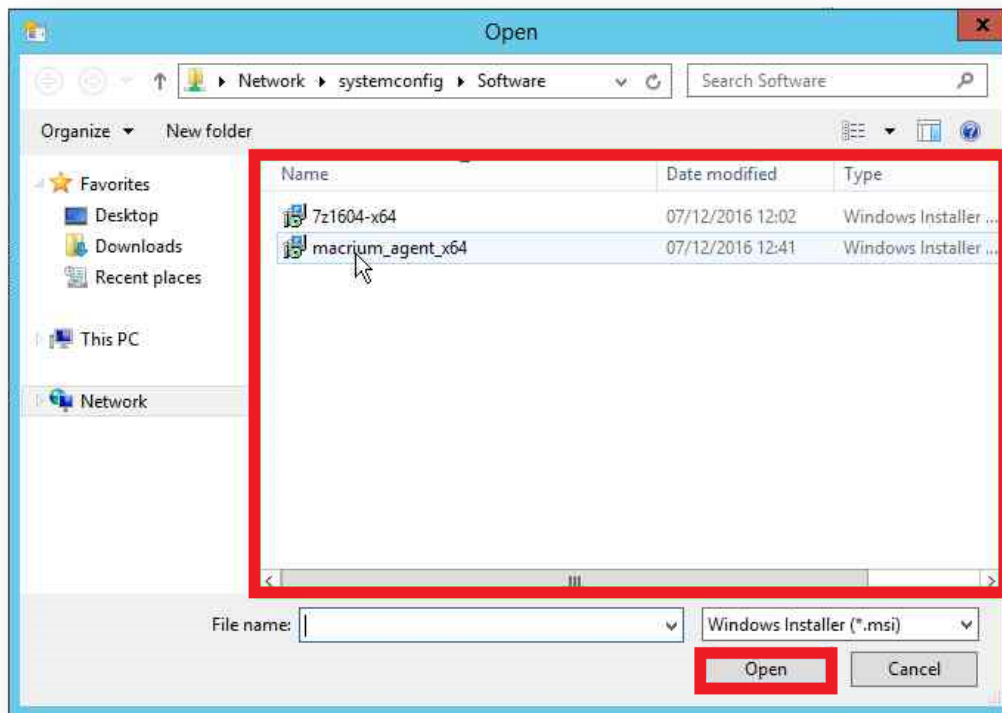 Open
Network systemconfig Software Search Software
Organize New folder
Name Date modified Type
Favorites
Desktop
Downloads
Recent places
This PC
Network
7z1604-x64 07/12/2016 12:02 Windows Installer ...
macrium_agent_x64 07/12/2016 12:41 Windows Installer ...
File name: Windows Installer (*.msi)
Open Cancel